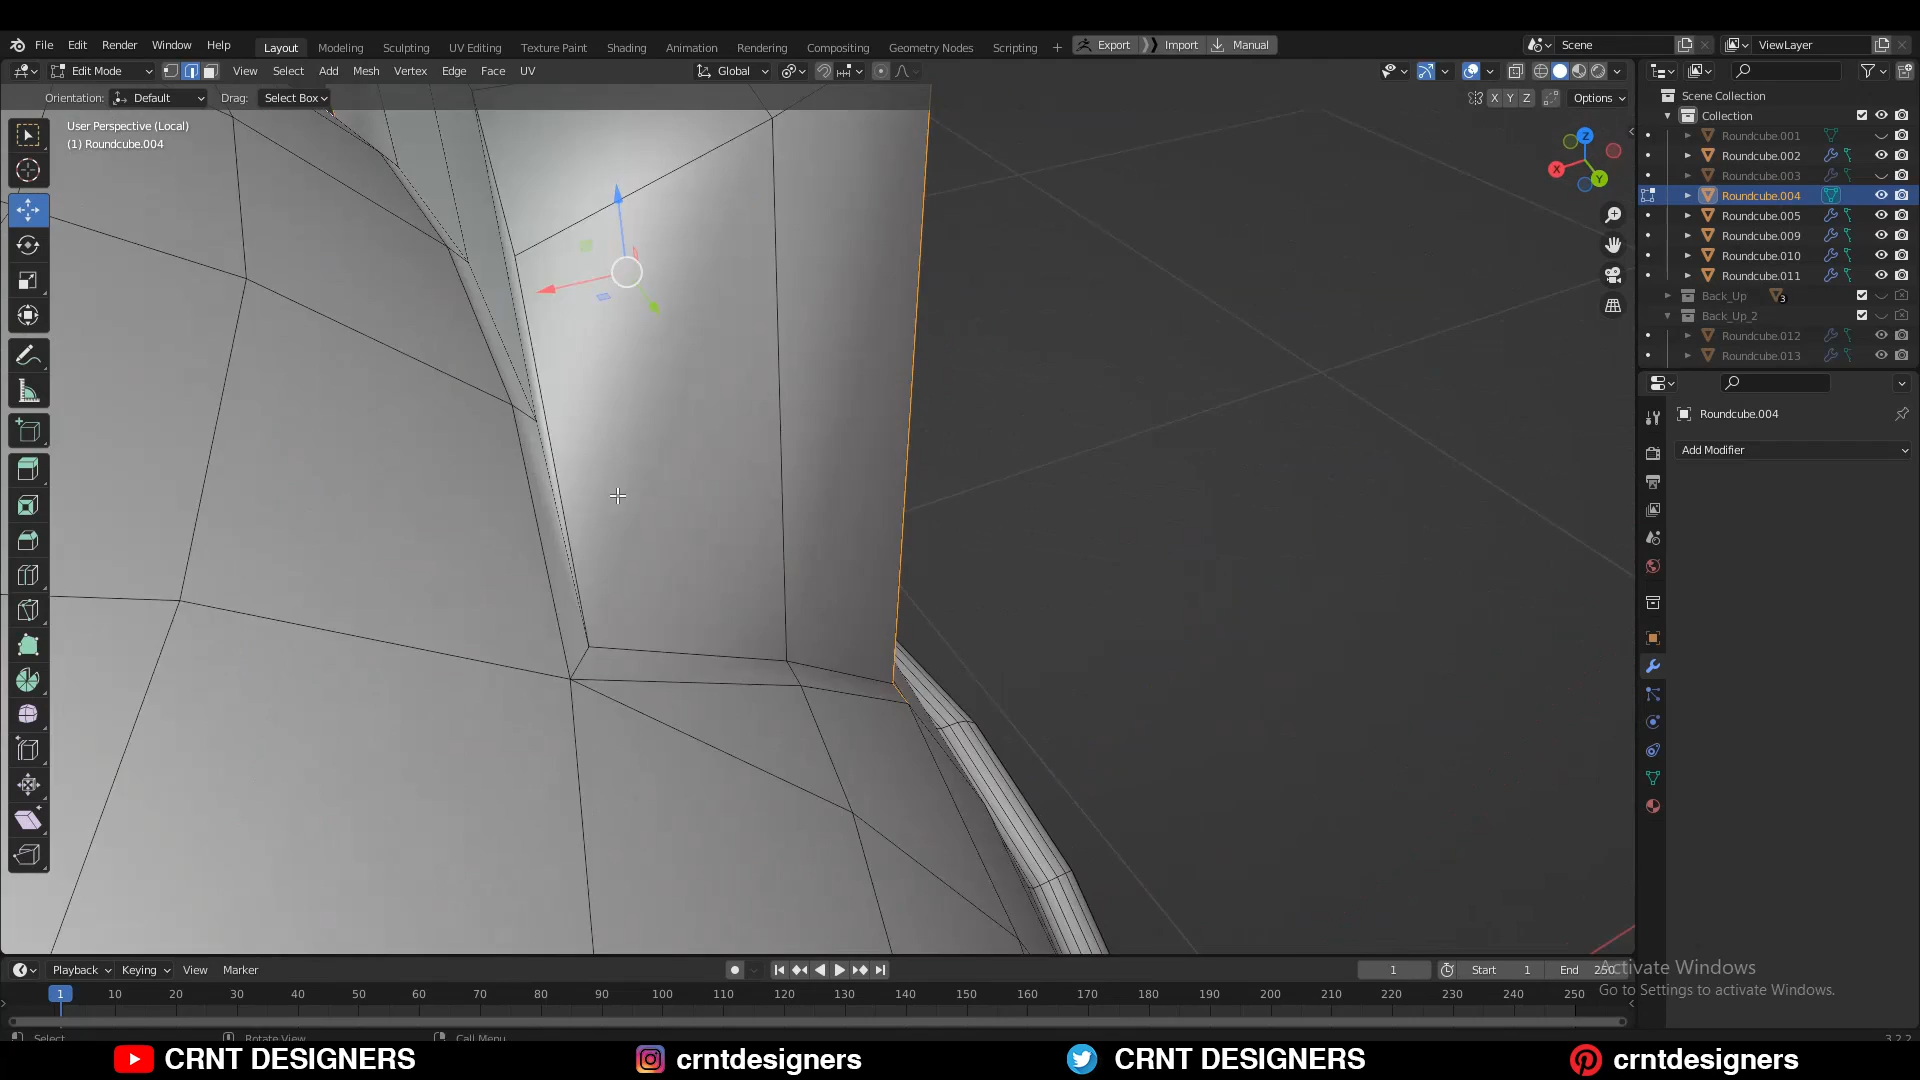 File Edit Render Window Help Layout Modeling Sculpting UV Editing Texture Paint Shading Animation Rendering Compositing Geometry Nodes Scripting + Export Import Manual Scene ViewLayer
Edit Mode View Select Add Mesh Vertex Edge Face UV Global
Orientation: Default Drag: Select Box X Y Z Options
User Perspective (Local)
(1) Roundcube.004
Z
X
Y
Scene Collection
Collection
Roundcube.001
Roundcube.002
Roundcube.003
Roundcube.004
Roundcube.005
Roundcube.009
Roundcube.010
Roundcube.011
Back_Up 3
Back_Up_2
Roundcube.012
Roundcube.013
Roundcube.004
Add Modifier
Playback Keying View Marker 1 Start 1 End 250
1 10 20 30 40 50 60 70 80 90 100 110 120 130 140 150 160 170 180 190 200 210 220 230 240 250
Activate Windows
Go to Settings to activate Windows.
Select Rotate View Call Menu 3.2.2
CRNT DESIGNERS crntdesigners CRNT DESIGNERS crntdesigners